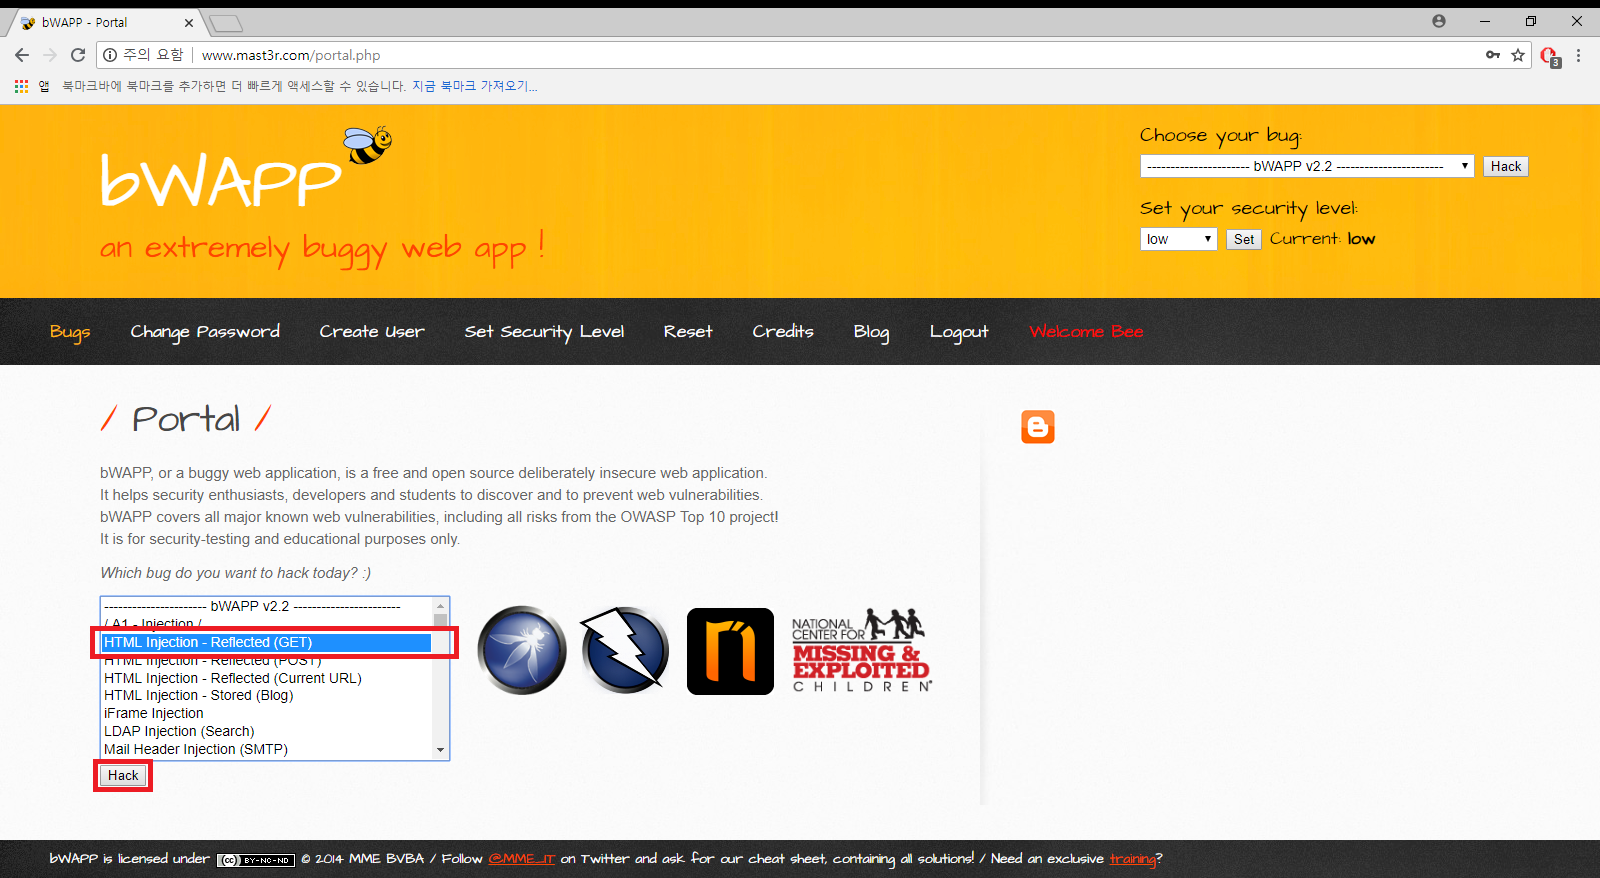 bWAPP - Portal
주의 요함 www.mast3r.com/portal.php
3
앱 북마크바에 북마크를 추가하면 더 빠르게 액세스할 수 있습니다. 지금 북마크 가져오기...
bWAPP
an extremely buggy web app !
Choose your bug:
---------------------- bWAPP v2.2 ----------------------- Hack
Set your security level:
low Set Current: low
Bugs Change Password Create User Set Security Level Reset Credits Blog Logout Welcome Bee
/ Portal /
bWAPP, or a buggy web application, is a free and open source deliberately insecure web application.
It helps security enthusiasts, developers and students to discover and to prevent web vulnerabilities.
bWAPP covers all major known web vulnerabilities, including all risks from the OWASP Top 10 project!
It is for security-testing and educational purposes only.
Which bug do you want to hack today? :)
---------------------- bWAPP v2.2 -----------------------
/ A1 - Injection /
HTML Injection - Reflected (GET)
HTML Injection - Reflected (POST)
HTML Injection - Reflected (Current URL)
HTML Injection - Stored (Blog)
iFrame Injection
LDAP Injection (Search)
Mail Header Injection (SMTP)
Hack
NATIONAL
CENTER FOR
MISSING &
EXPLOITED
CHILDREN®
bWAPP is licensed under (cc) BY-NC-ND © 2014 MME BVBA / Follow @MME_IT on Twitter and ask for our cheat sheet, containing all solutions! / Need an exclusive training?